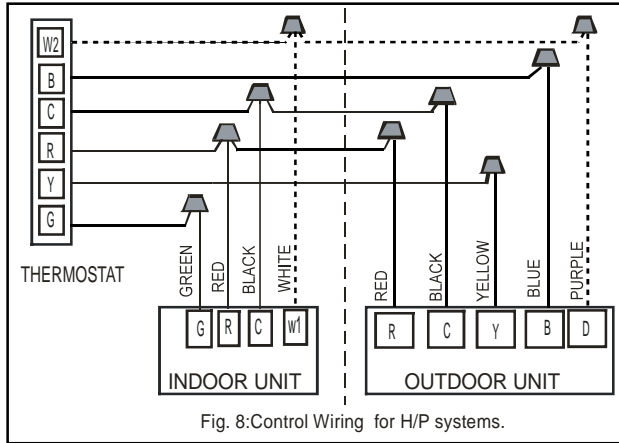 W2
B
C
R
Y
G
THERMOSTAT
GREEN
RED
BLACK
WHITE
RED
BLACK
YELLOW
BLUE
PURPLE
G R C W1
R C Y B D
INDOOR UNIT
OUTDOOR UNIT
Fig. 8:Control Wiring for H/P systems.